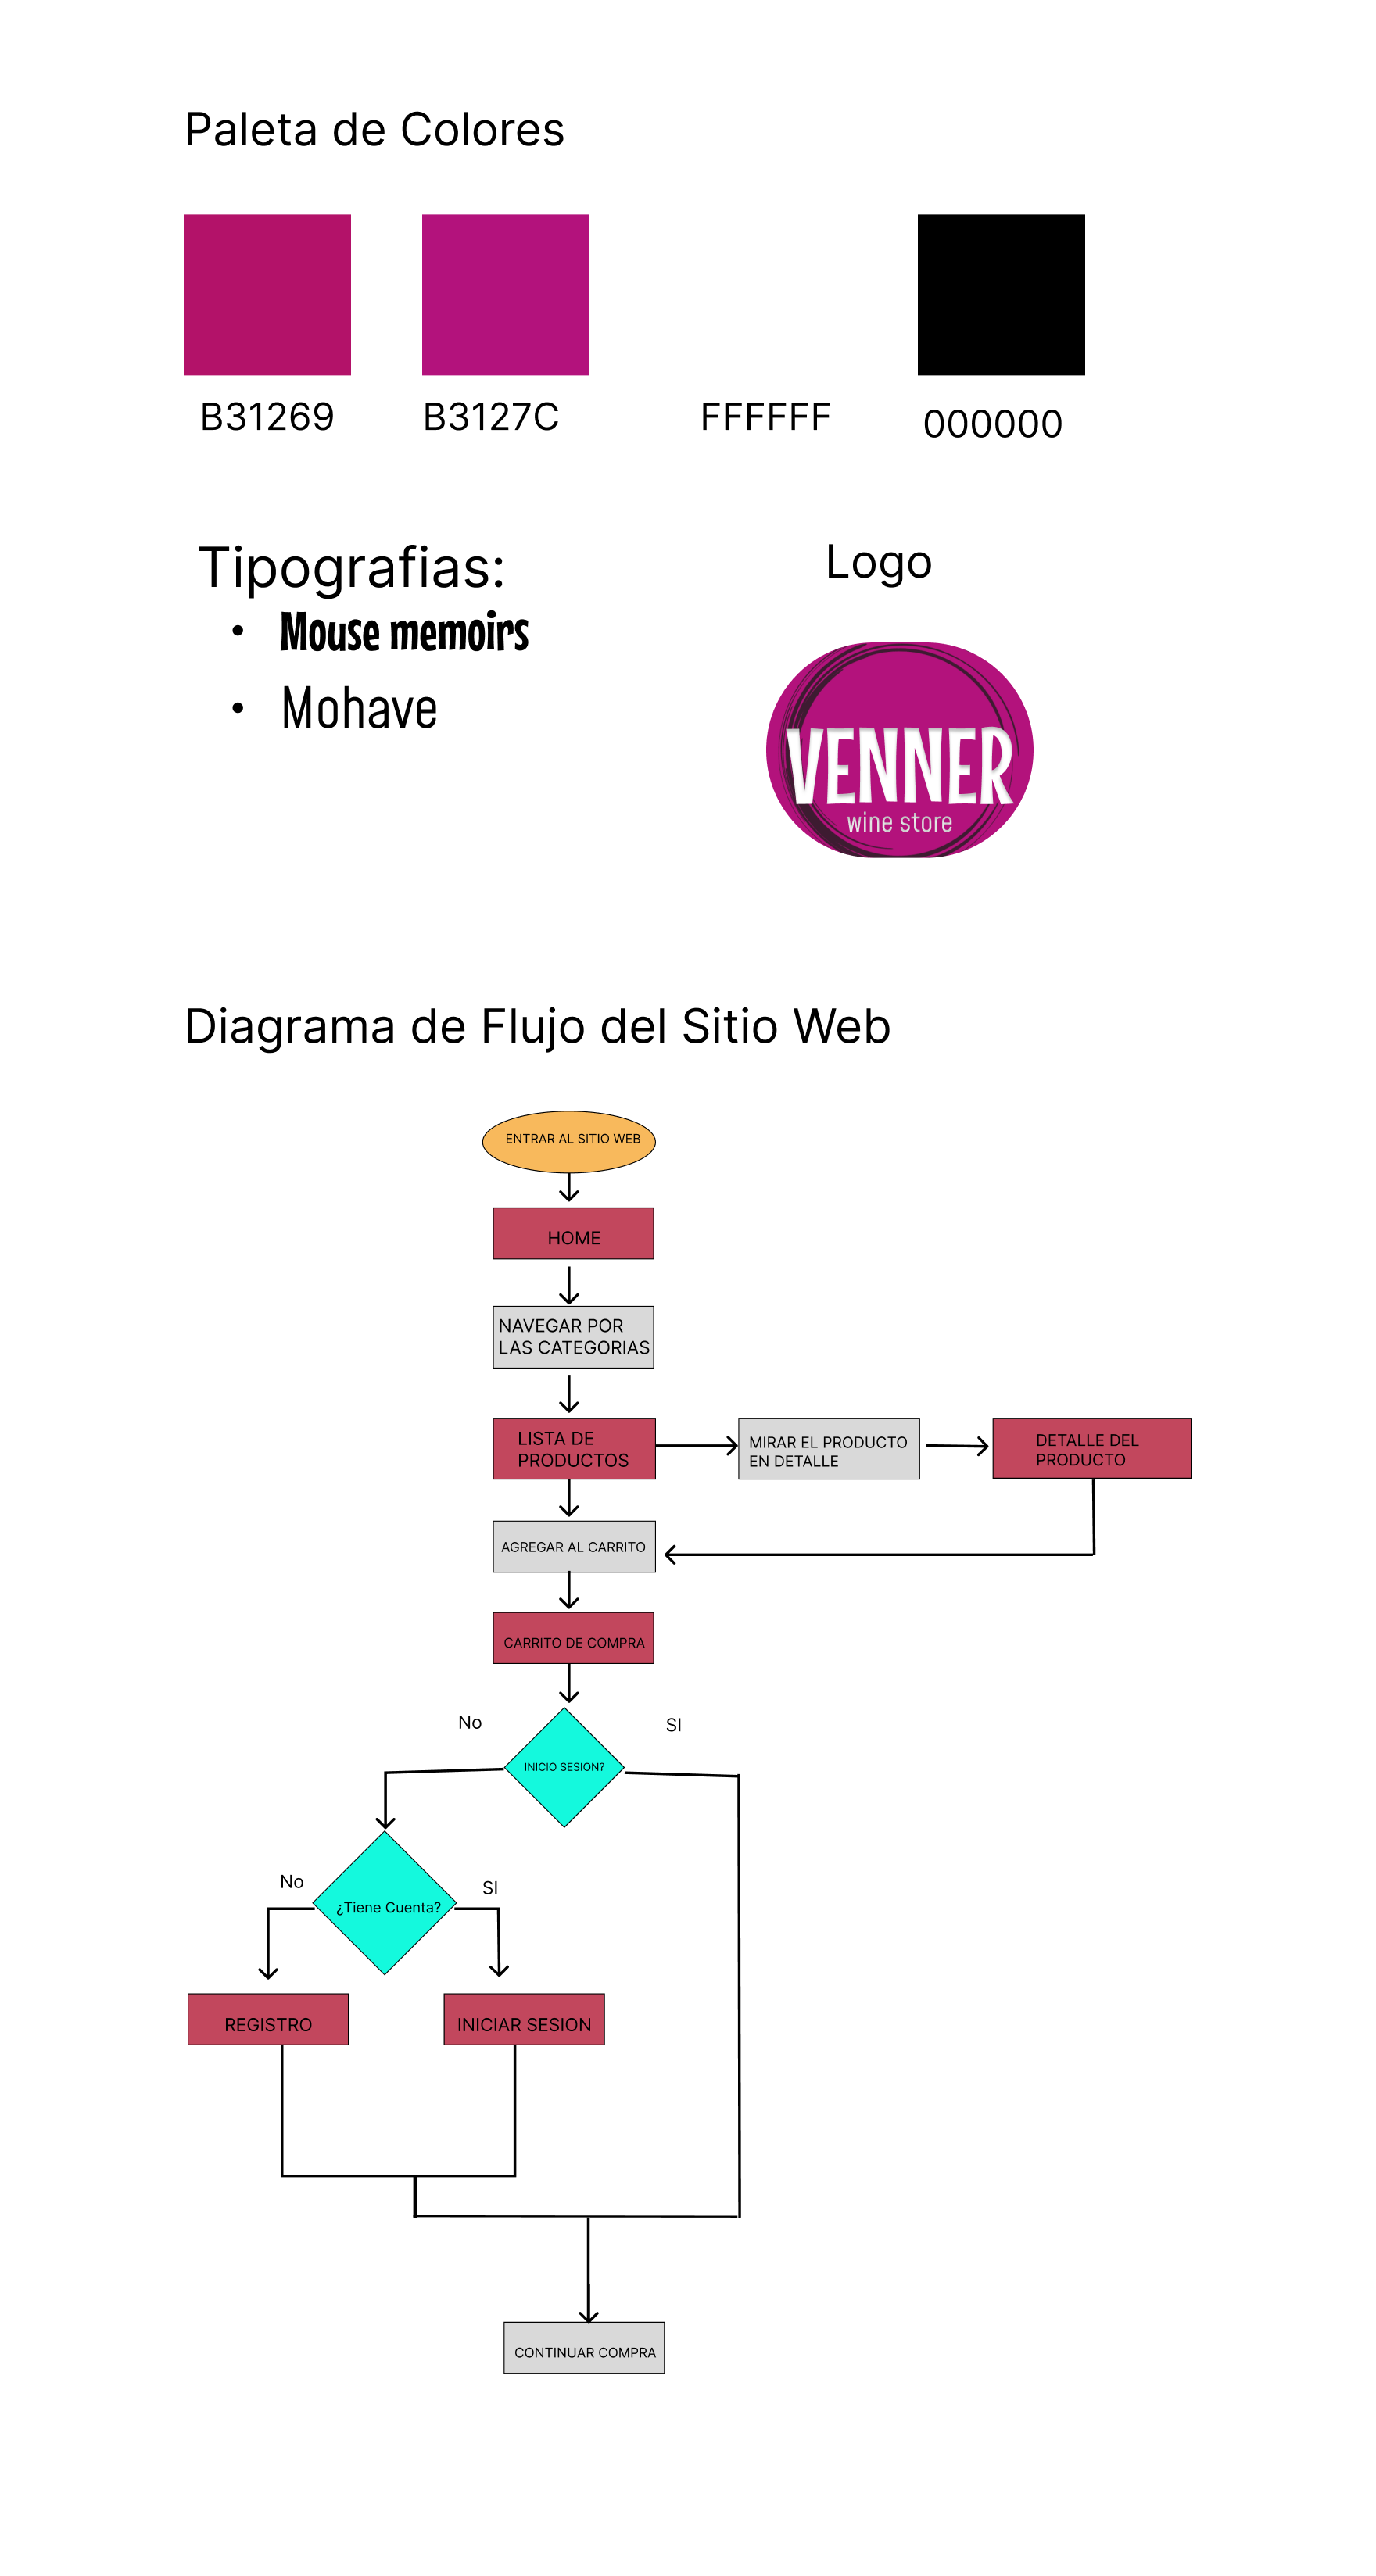 Paleta de Colores
B31269
B3127C
FFFFFF
000000
Tipografias:
• Mouse memoirs
• Mohave
Logo
VENNER
wine store
Diagrama de Flujo del Sitio Web
ENTRAR AL SITIO WEB
HOME
NAVEGAR POR
LAS CATEGORIAS
LISTA DE
PRODUCTOS
MIRAR EL PRODUCTO
EN DETALLE
DETALLE DEL
PRODUCTO
AGREGAR AL CARRITO
CARRITO DE COMPRA
No
SI
INICIO SESION?
No
SI
¿Tiene Cuenta?
REGISTRO
INICIAR SESION
CONTINUAR COMPRA